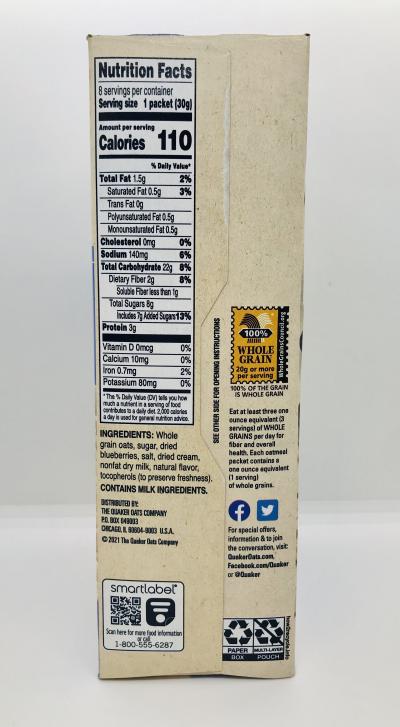 Nutrition Facts
8 servings per container
Serving size 1 packet (30g)
Amount per serving
Calories 110
% Daily Value*
Total Fat 1.5g 2%
Saturated Fat 0.5g 3%
Trans Fat 0g
Polyunsaturated Fat 0.5g
Monounsaturated Fat 0.5g
Cholesterol 0mg 0%
Sodium 140mg 6%
Total Carbohydrate 22g 8%
Dietary Fiber 2g 8%
Soluble Fiber less than 1g
Total Sugars 8g
Includes 7g Added Sugars 13%
Protein 3g
Vitamin D 0mcg 0%
Calcium 10mg 0%
Iron 0.7mg 2%
Potassium 80mg 0%
*The % Daily Value (DV) tells you how
much a nutrient in a serving of food
contributes to a daily diet. 2,000 calories
a day is used for general nutrition advice.
INGREDIENTS: Whole
grain oats, sugar, dried
blueberries, salt, dried cream,
nonfat dry milk, natural flavor,
tocopherols (to preserve freshness).
CONTAINS MILK INGREDIENTS.
DISTRIBUTED BY:
THE QUAKER OATS COMPANY
P.O. BOX 049003
CHICAGO, IL 60604-9003 U.S.A.
© 2021 The Quaker Oats Company
smartlabel
Scan here for more food information
or call
1-800-555-6287
SEE OTHER SIDE FOR OPENING INSTRUCTIONS
100%
WHOLE
GRAIN
20g or more
per serving
WholeGrainsCouncil.org
100% OF THE GRAIN
IS WHOLE GRAIN
Eat at least three one
ounce equivalent (3
servings) of WHOLE
GRAINS per day for
fiber and overall
health. Each oatmeal
packet contains a
one ounce equivalent
(1 serving)
of whole grains.
For special offers,
information & to join
the conversation, visit:
QuakerOats.com,
Facebook.com/Quaker
or @Quaker
PAPER
BOX
MULTI-LAYER
POUCH
how2recycle.info